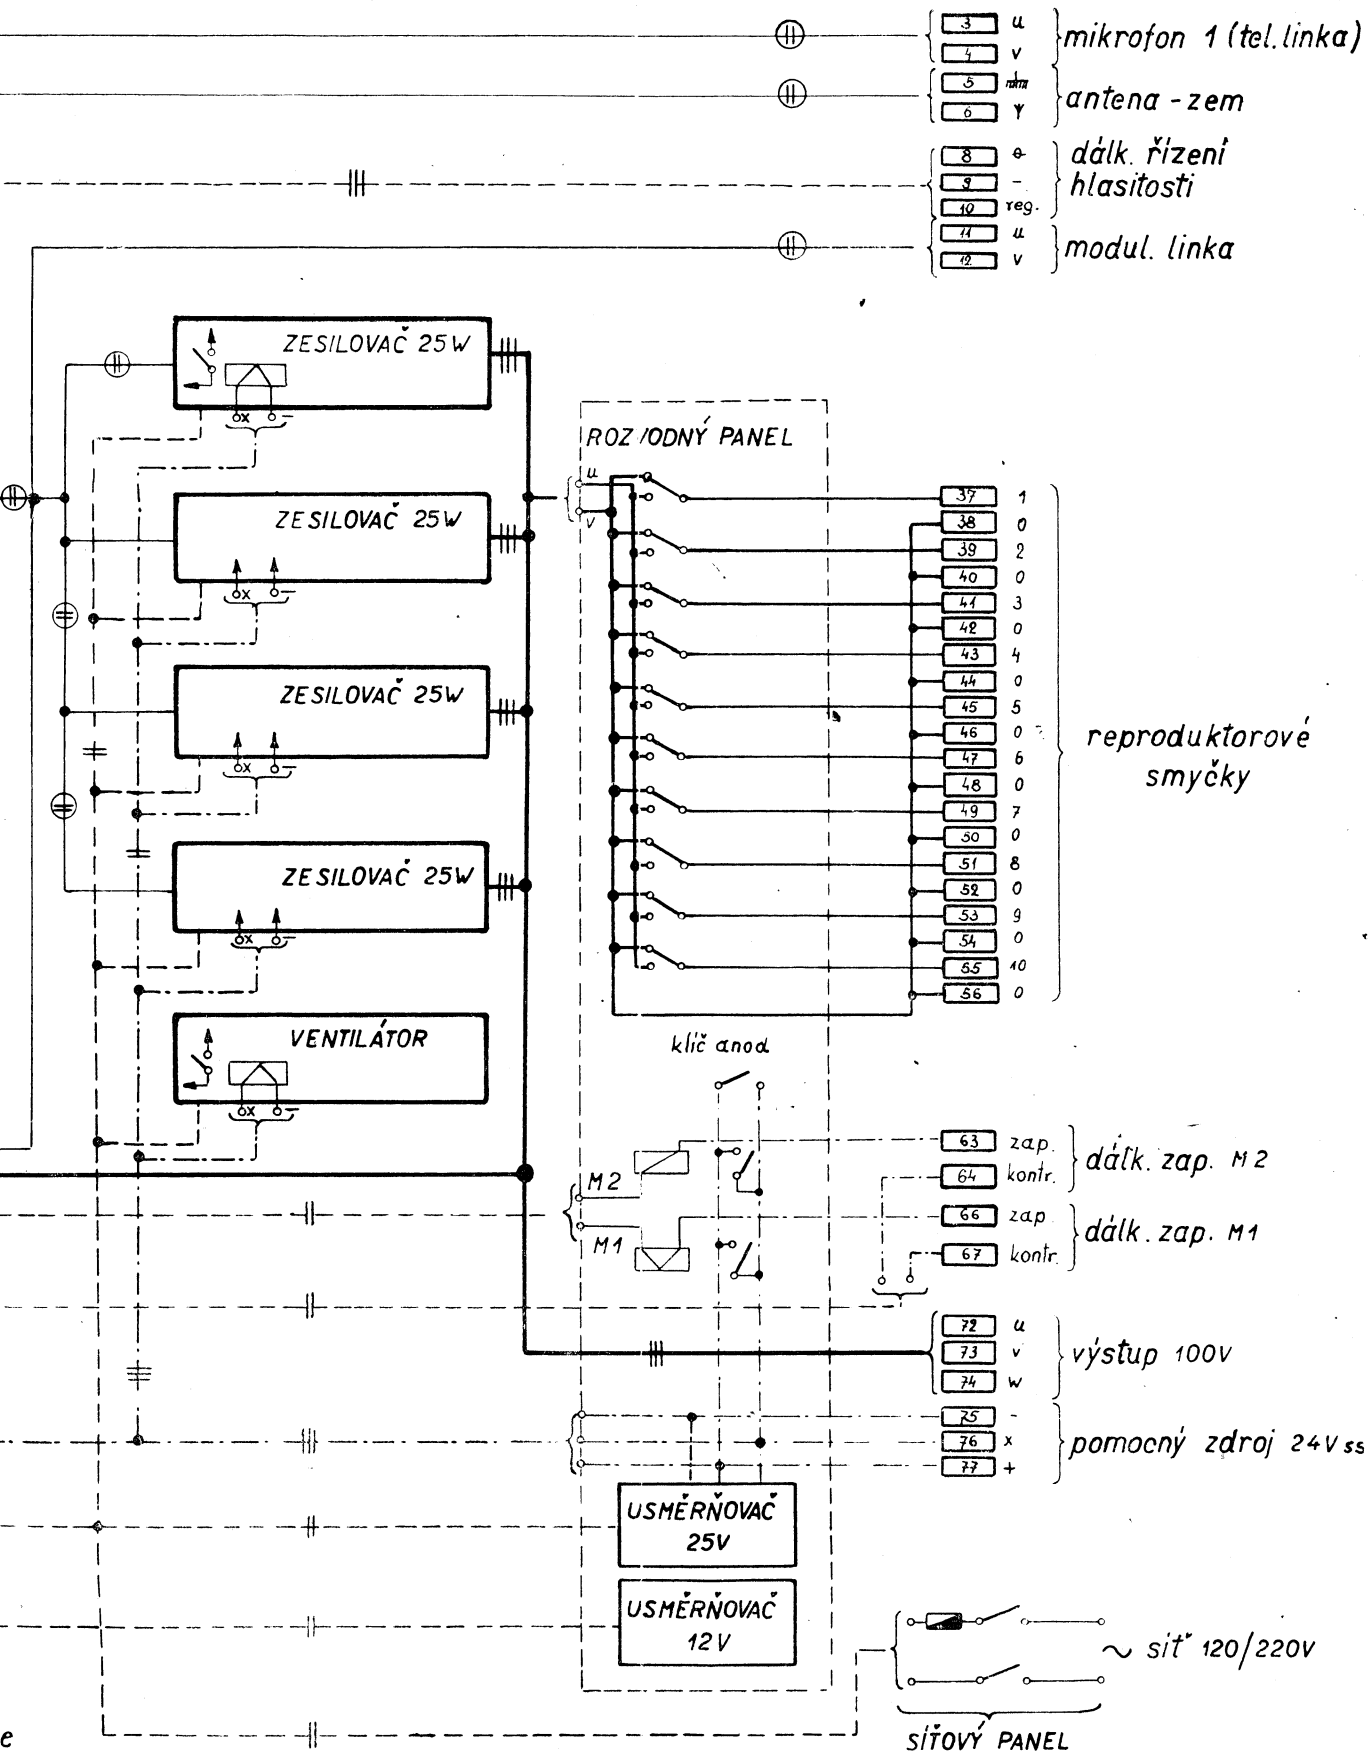 3 u
4 v
mikrofon 1 (tel. linka)
5
6
antena - zem
8
9 -
10 reg.
dálk. řízení
hlasitosti
11 u
12 v
modul. linka
ZESILOVAČ 25W
x -
ROZ /ODNÝ PANEL
u
v
ZESILOVAČ 25W
x -
ZESILOVAČ 25W
x -
ZESILOVAČ 25W
x -
VENTILÁTOR
x -
37 1
38 0
39 2
40 0
41 3
42 0
43 4
44 0
45 5
46 0
47 6
48 0
49 7
50 0
51 8
52 0
53 9
54 0
55 10
56 0
reproduktorové
smyčky
klíč anod
M2
M1
63 zap.
64 kontr.
dálk. zap. M2
66 zap
67 kontr.
dálk. zap. M1
72 u
73 v
74 w
výstup 100V
75 -
76 x
77 +
pomocný zdroj 24V ss
USMĚRŇOVAČ
25V
USMĚRŇOVAČ
12V
~ síť 120/220V
SÍŤOVÝ PANEL
e